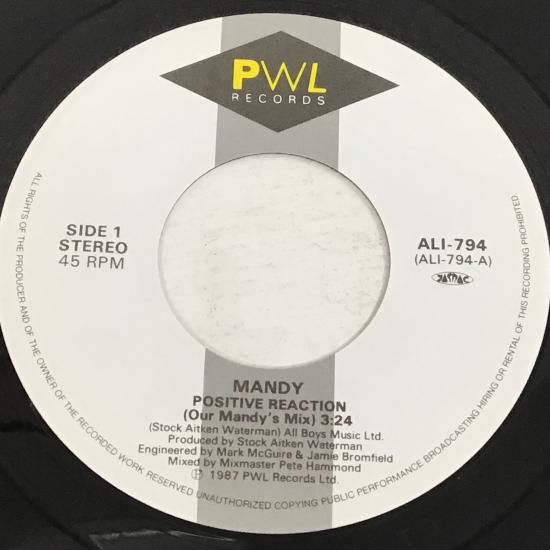 PWL
RECORDS
SIDE 1
STEREO
45 RPM
ALI-794
(ALI-794-A)
JASRAC
MANDY
POSITIVE REACTION
(Our Mandy's Mix) 3:24
(Stock Aitken Waterman) All Boys Music Ltd.
Produced by Stock Aitken Waterman
Engineered by Mark McGuire & Jamie Bromfield
Mixed by Mixmaster Pete Hammond
℗ 1987 PWL Records Ltd.
ALL RIGHTS OF THE PRODUCER AND OF THE OWNER OF THE RECORDED WORK RESERVED UNAUTHORIZED COPYING PUBLIC PERFORMANCE BROADCASTING HIRING OR RENTAL OF THIS RECORDING PROHIBITED